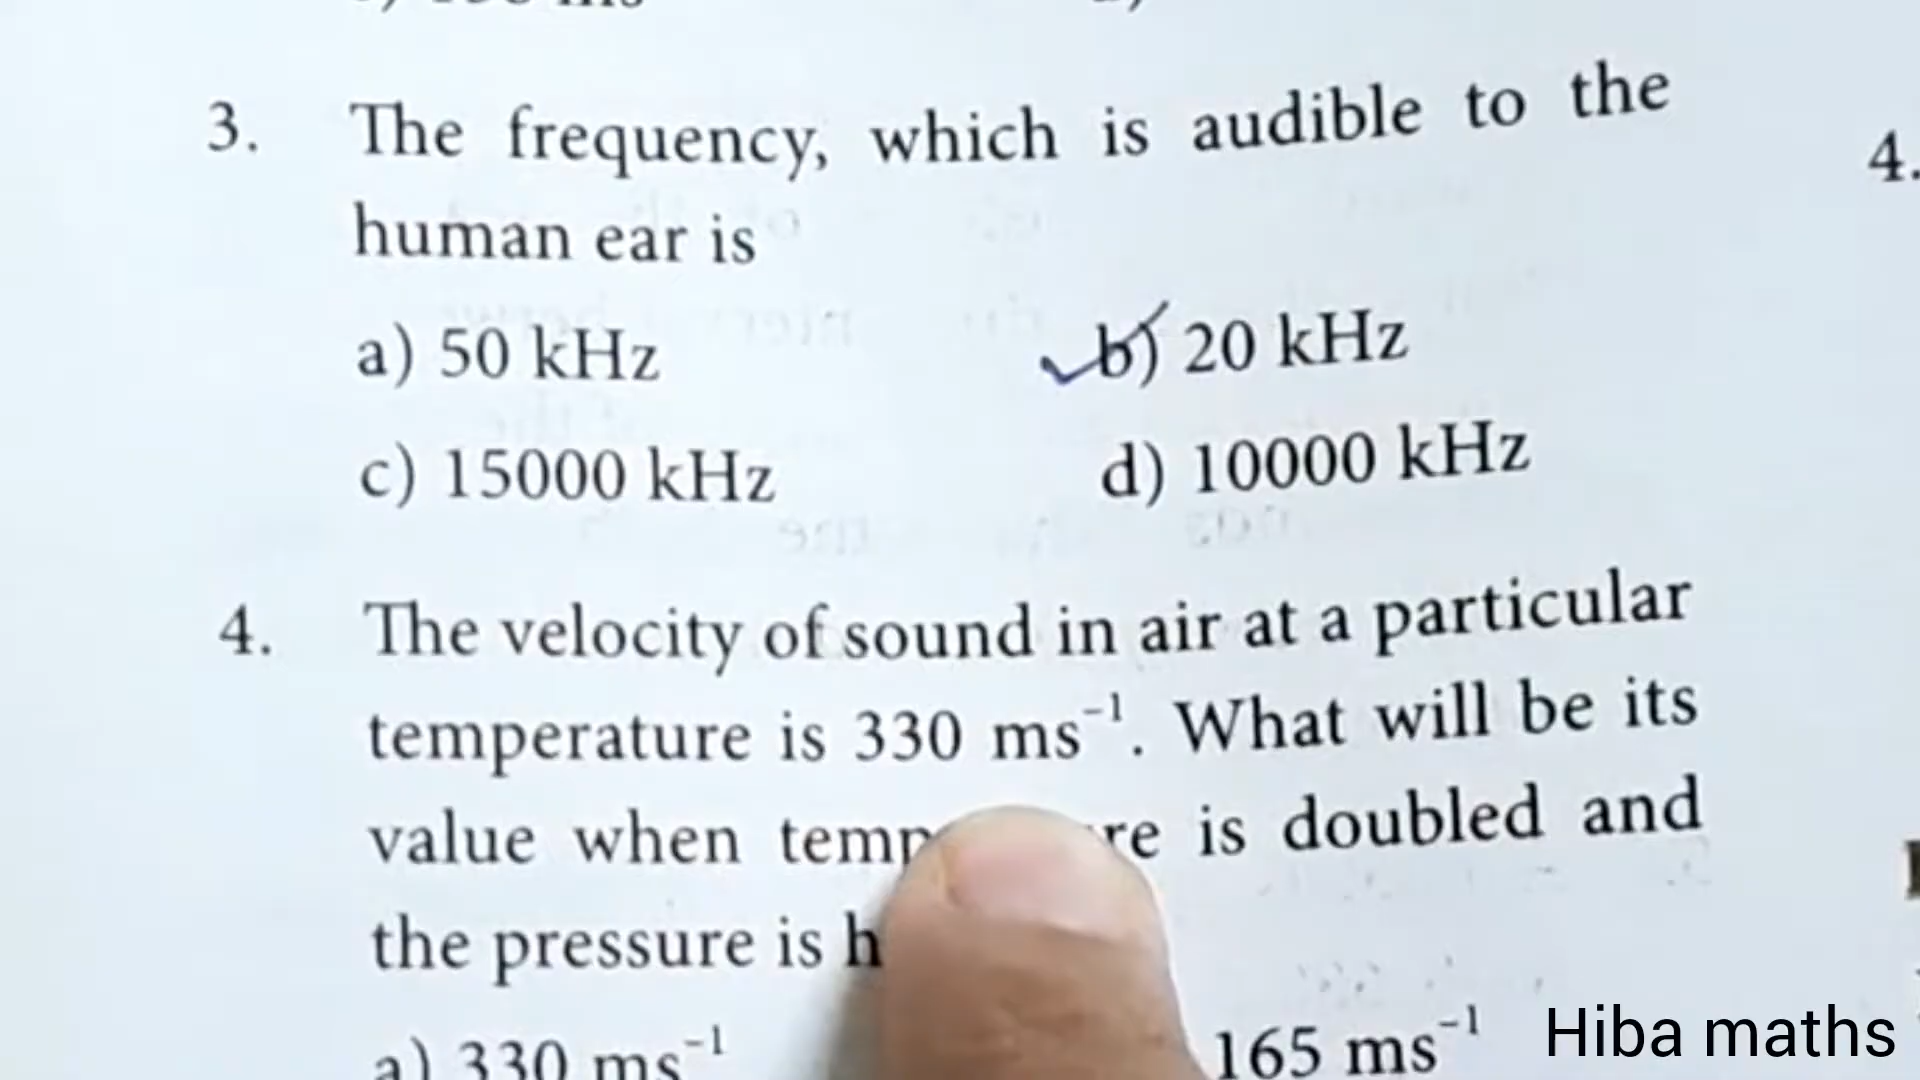 3. The frequency, which is audible to the
human ear is
a) 50 kHz b) 20 kHz
c) 15000 kHz d) 10000 kHz
4. The velocity of sound in air at a particular
temperature is 330 ms⁻¹. What will be its
value when is doubled and
the pressure is
a) 330 ms⁻¹ 165 ms⁻¹
4.
Hiba maths